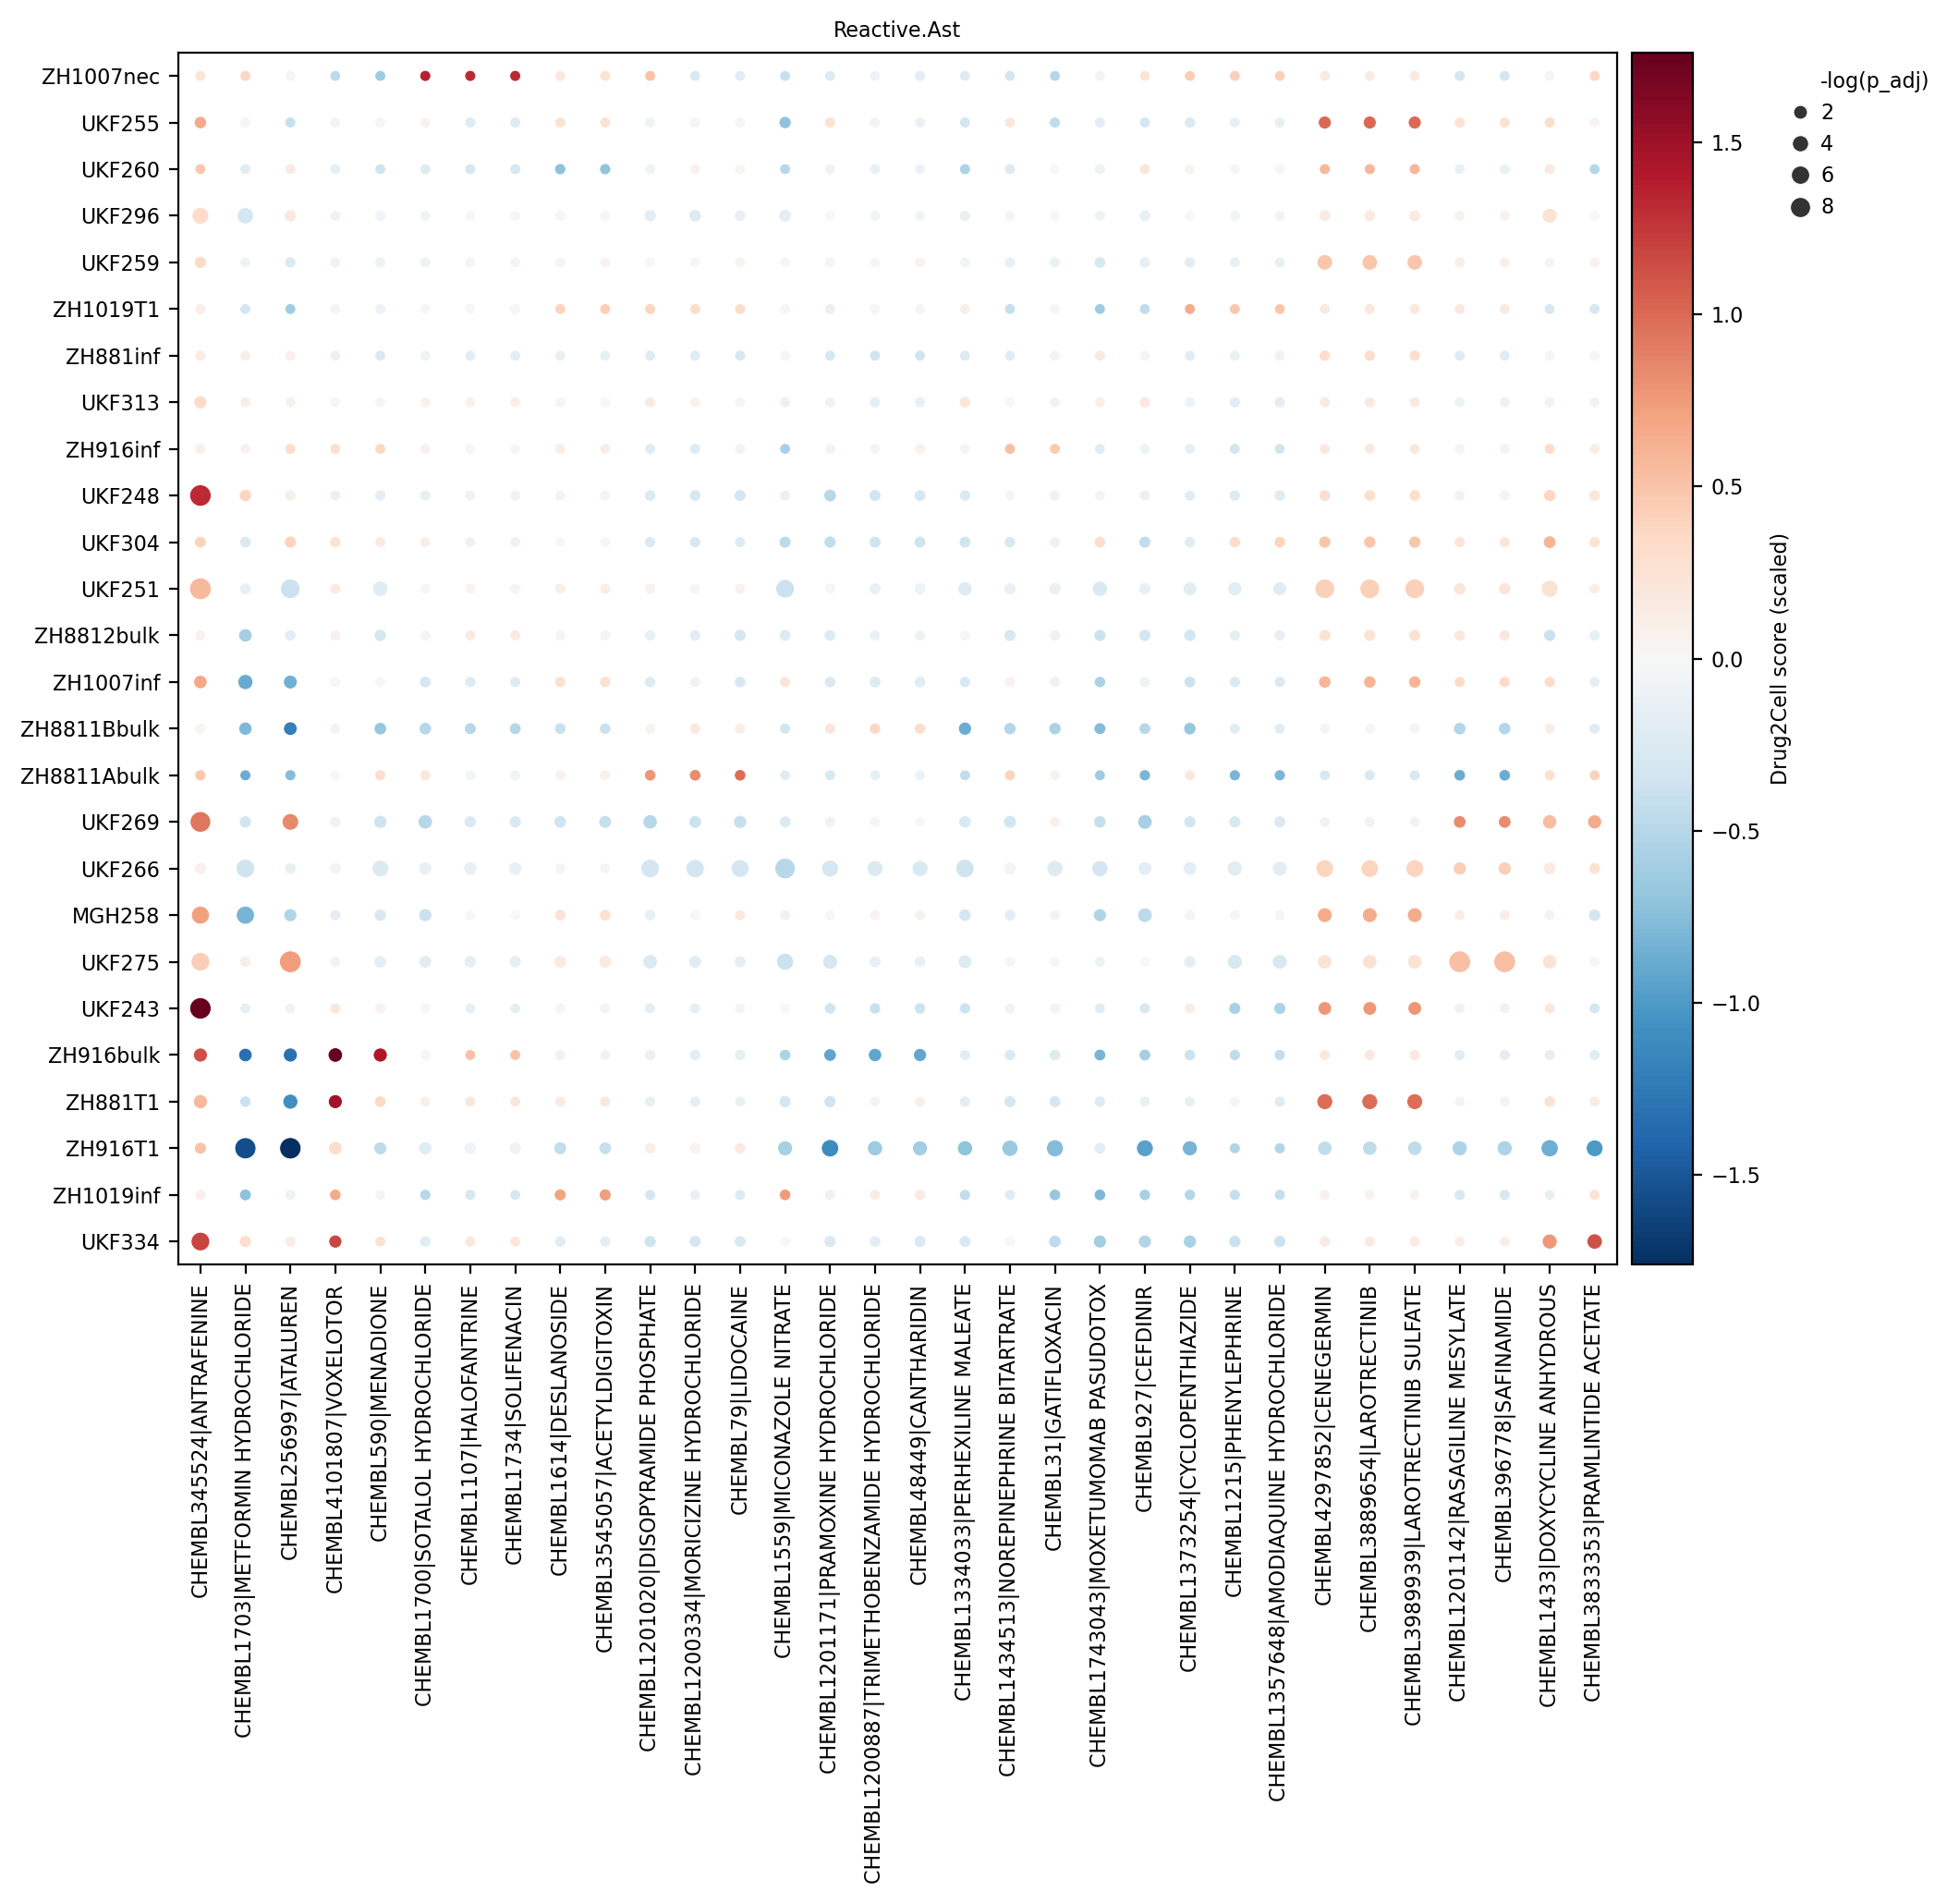 Reactive.Ast
ZH1007nec
UKF255
UKF260
UKF296
UKF259
ZH1019T1
ZH881inf
UKF313
ZH916inf
UKF248
UKF304
UKF251
ZH8812bulk
ZH1007inf
ZH8811Bbulk
ZH8811Abulk
UKF269
UKF266
MGH258
UKF275
UKF243
ZH916bulk
ZH881T1
ZH916T1
ZH1019inf
UKF334
CHEMBL345524|ANTRAFENINE
CHEMBL1703|METFORMIN HYDROCHLORIDE
CHEMBL256997|ATALUREN
CHEMBL4101807|VOXELOTOR
CHEMBL590|MENADIONE
CHEMBL1700|SOTALOL HYDROCHLORIDE
CHEMBL1107|HALOFANTRINE
CHEMBL1734|SOLIFENACIN
CHEMBL1614|DESLANOSIDE
CHEMBL3545057|ACETYLDIGITOXIN
CHEMBL1201020|DISOPYRAMIDE PHOSPHATE
CHEMBL1200334|MORICIZINE HYDROCHLORIDE
CHEMBL79|LIDOCAINE
CHEMBL1559|MICONAZOLE NITRATE
CHEMBL1201171|PRAMOXINE HYDROCHLORIDE
CHEMBL1200887|TRIMETHOBENZAMIDE HYDROCHLORIDE
CHEMBL48449|CANTHARIDIN
CHEMBL1334033|PERHEXILINE MALEATE
CHEMBL1434513|NOREPINEPHRINE BITARTRATE
CHEMBL31|GATIFLOXACIN
CHEMBL1743043|MOXETUMOMAB PASUDOTOX
CHEMBL927|CEFDINIR
CHEMBL1373254|CYCLOPENTHIAZIDE
CHEMBL1215|PHENYLEPHRINE
CHEMBL1357648|AMODIAQUINE HYDROCHLORIDE
CHEMBL4297852|CENEGERMIN
CHEMBL3889654|LAROTRECTINIB
CHEMBL3989939|LAROTRECTINIB SULFATE
CHEMBL1201142|RASAGILINE MESYLATE
CHEMBL396778|SAFINAMIDE
CHEMBL1433|DOXYCYCLINE ANHYDROUS
CHEMBL3833353|PRAMLINTIDE ACETATE
1.5
1.0
0.5
0.0
−0.5
−1.0
−1.5
Drug2Cell score (scaled)
-log(p_adj)
2
4
6
8